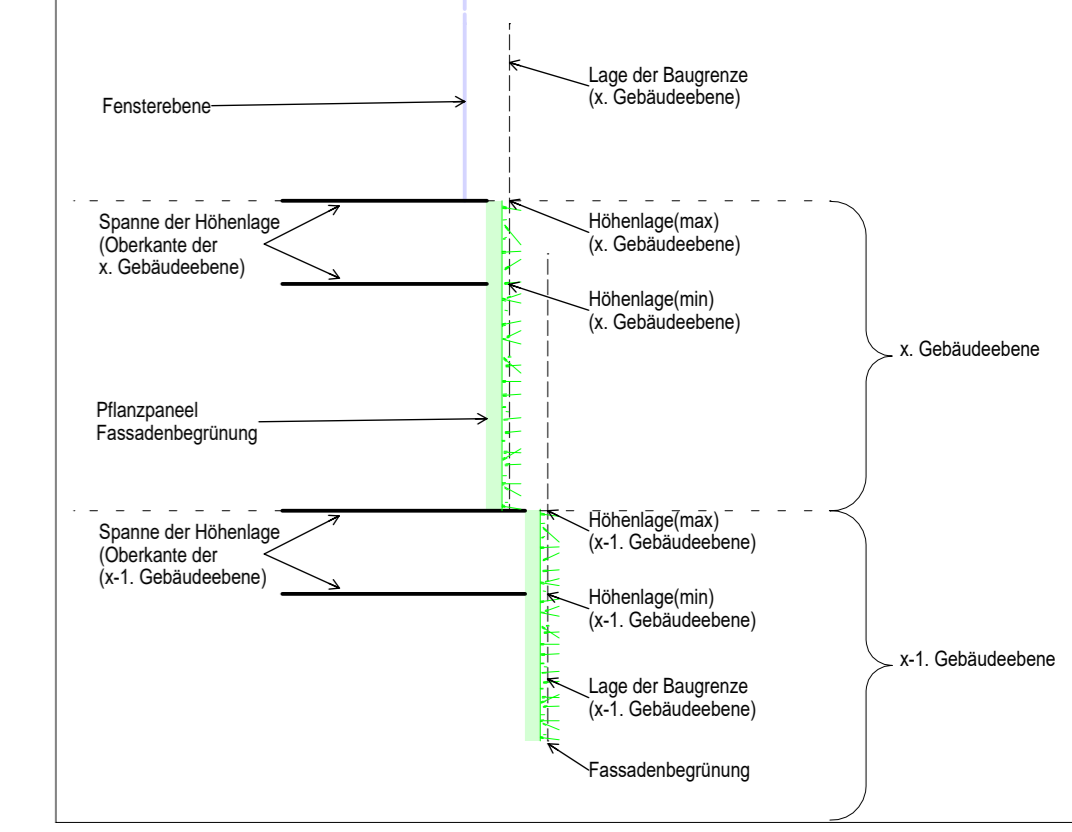 Lage der Baugrenze
(x. Gebäudeebene)
Fensterebene
Spanne der Höhenlage
(Oberkante der
x. Gebäudeebene)
Höhenlage(max)
(x. Gebäudeebene)
Höhenlage(min)
(x. Gebäudeebene)
x. Gebäudeebene
Pflanzpaneel
Fassadenbegrünung
Spanne der Höhenlage
(Oberkante der
(x-1. Gebäudeebene)
Höhenlage(max)
(x-1. Gebäudeebene)
Höhenlage(min)
(x-1. Gebäudeebene)
x-1. Gebäudeebene
Lage der Baugrenze
(x-1. Gebäudeebene)
Fassadenbegrünung